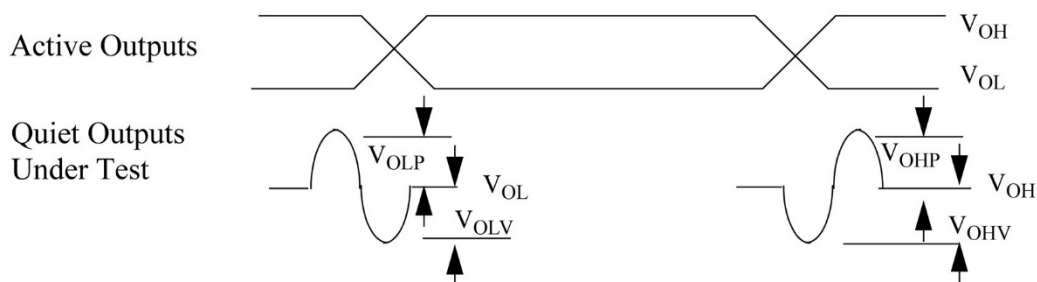 Active Outputs
V_OH
V_OL
Quiet Outputs
Under Test
V_OLP
V_OL
V_OLV
V_OHP
V_OH
V_OHV